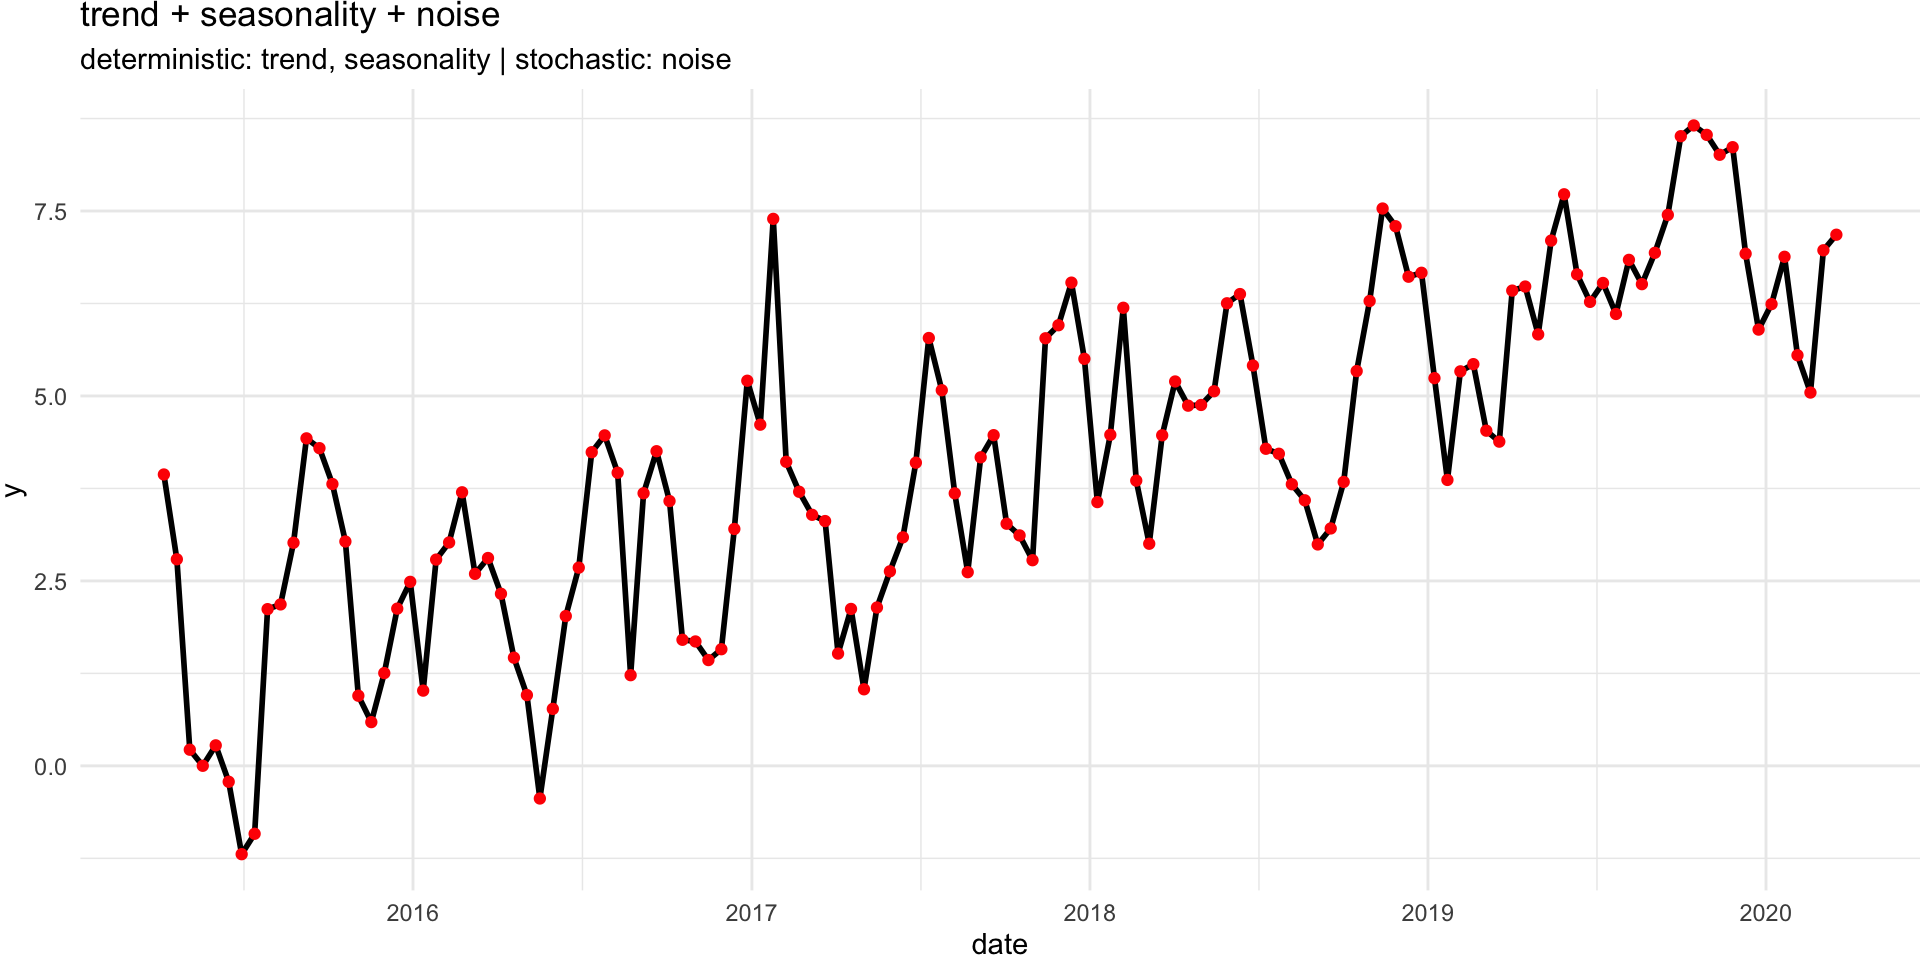 trend + seasonality + noise
deterministic: trend, seasonality | stochastic: noise
7.5
5.0
2.5
0.0
y
2016 2017 2018 2019 2020
date